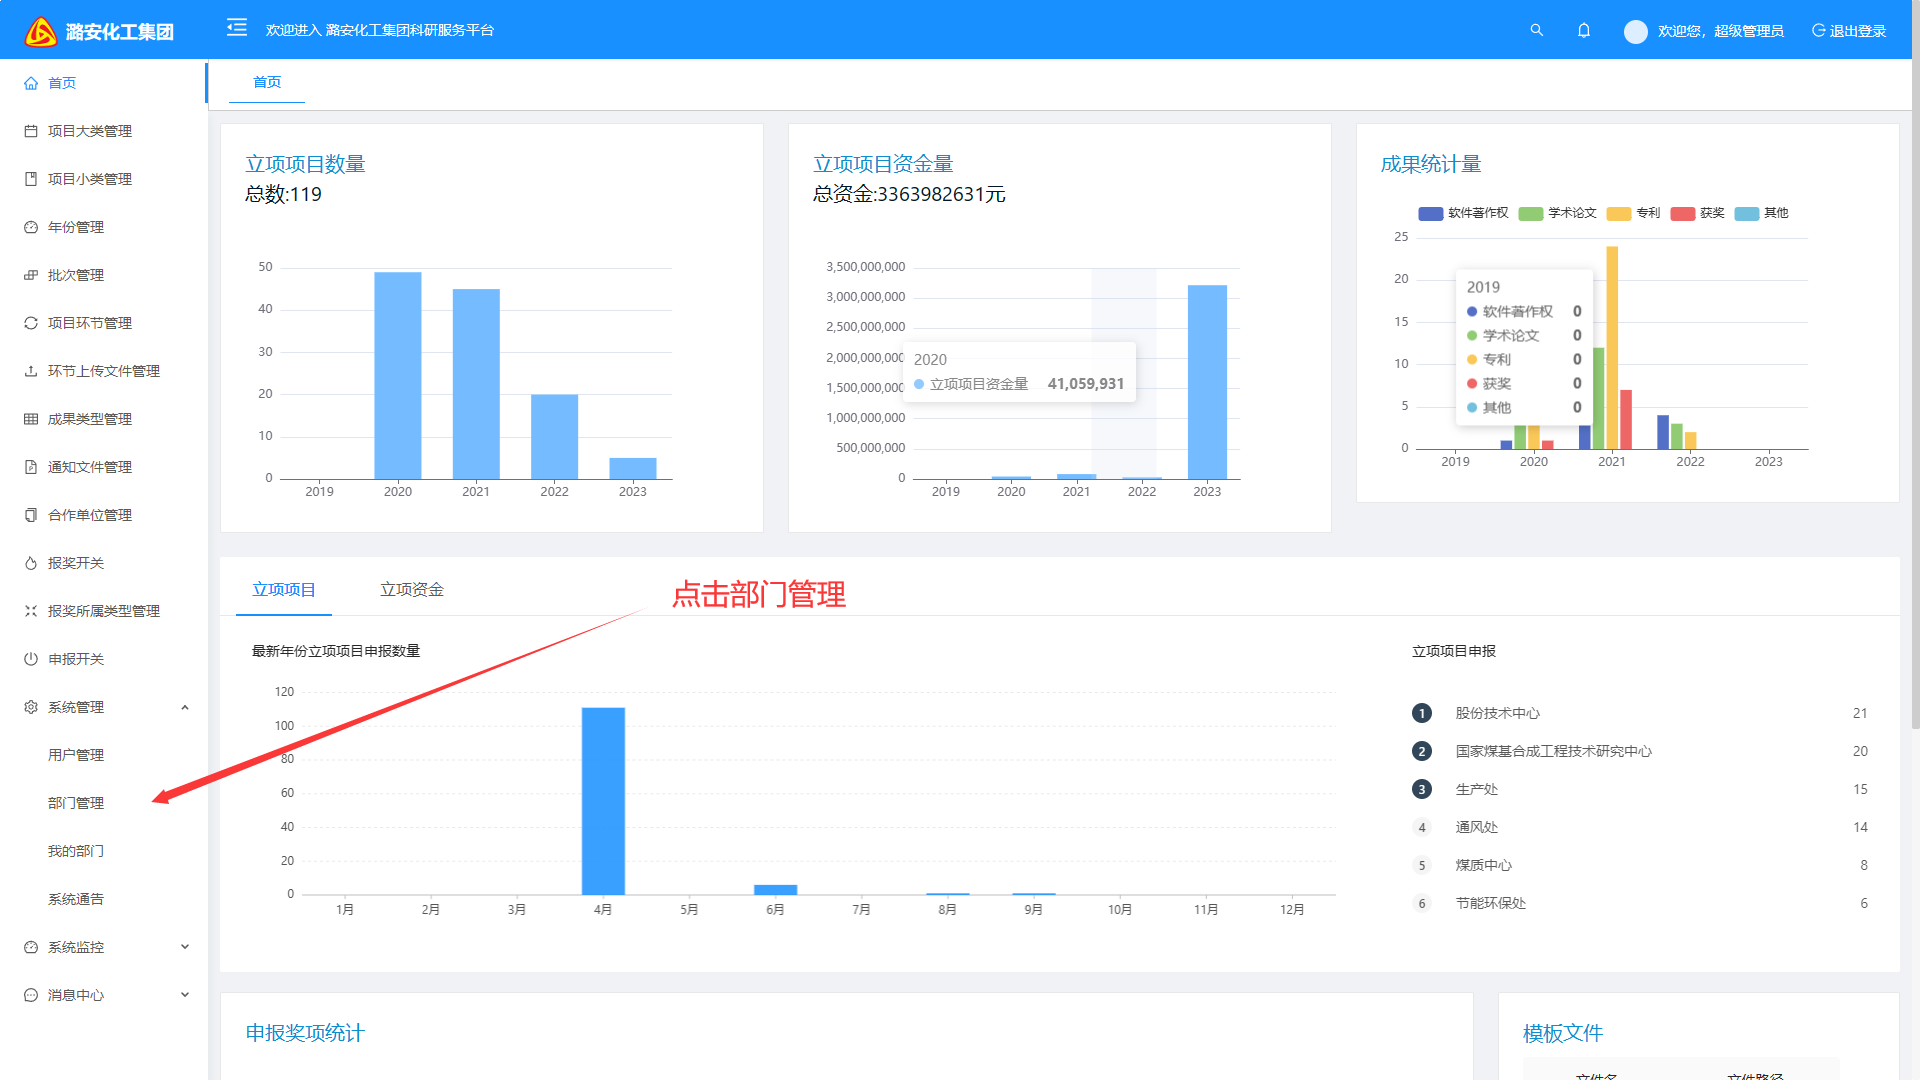 潞安化工集团
欢迎进入 潞安化工集团科研服务平台
欢迎您，超级管理员
退出登录
首页
项目大类管理
项目小类管理
年份管理
批次管理
项目环节管理
环节上传文件管理
成果类型管理
通知文件管理
合作单位管理
报奖开关
报奖所属类型管理
申报开关
系统管理
用户管理
部门管理
我的部门
系统通告
系统监控
消息中心
首页
立项项目数量
总数:119
50
40
30
20
10
0
2019 2020 2021 2022 2023
立项项目资金量
总资金:3363982631元
3,500,000,000
3,000,000,000
2,500,000,000
2,000,000,000
1,500,000,000
1,000,000,000
500,000,000
0
2019 2020 2021 2022 2023
2020
立项项目资金量 41,059,931
成果统计量
软件著作权 学术论文 专利 获奖 其他
25
20
15
10
5
0
2019 2020 2021 2022 2023
2019
软件著作权 0
学术论文 0
专利 0
获奖 0
其他 0
立项项目 立项资金
点击部门管理
最新年份立项项目申报数量
120
100
80
60
40
20
0
1月 2月 3月 4月 5月 6月 7月 8月 9月 10月 11月 12月
立项项目申报
1 股份技术中心 21
2 国家煤基合成工程技术研究中心 20
3 生产处 15
4 通风处 14
5 煤质中心 8
6 节能环保处 6
申报奖项统计
模板文件
文件名 文件路径